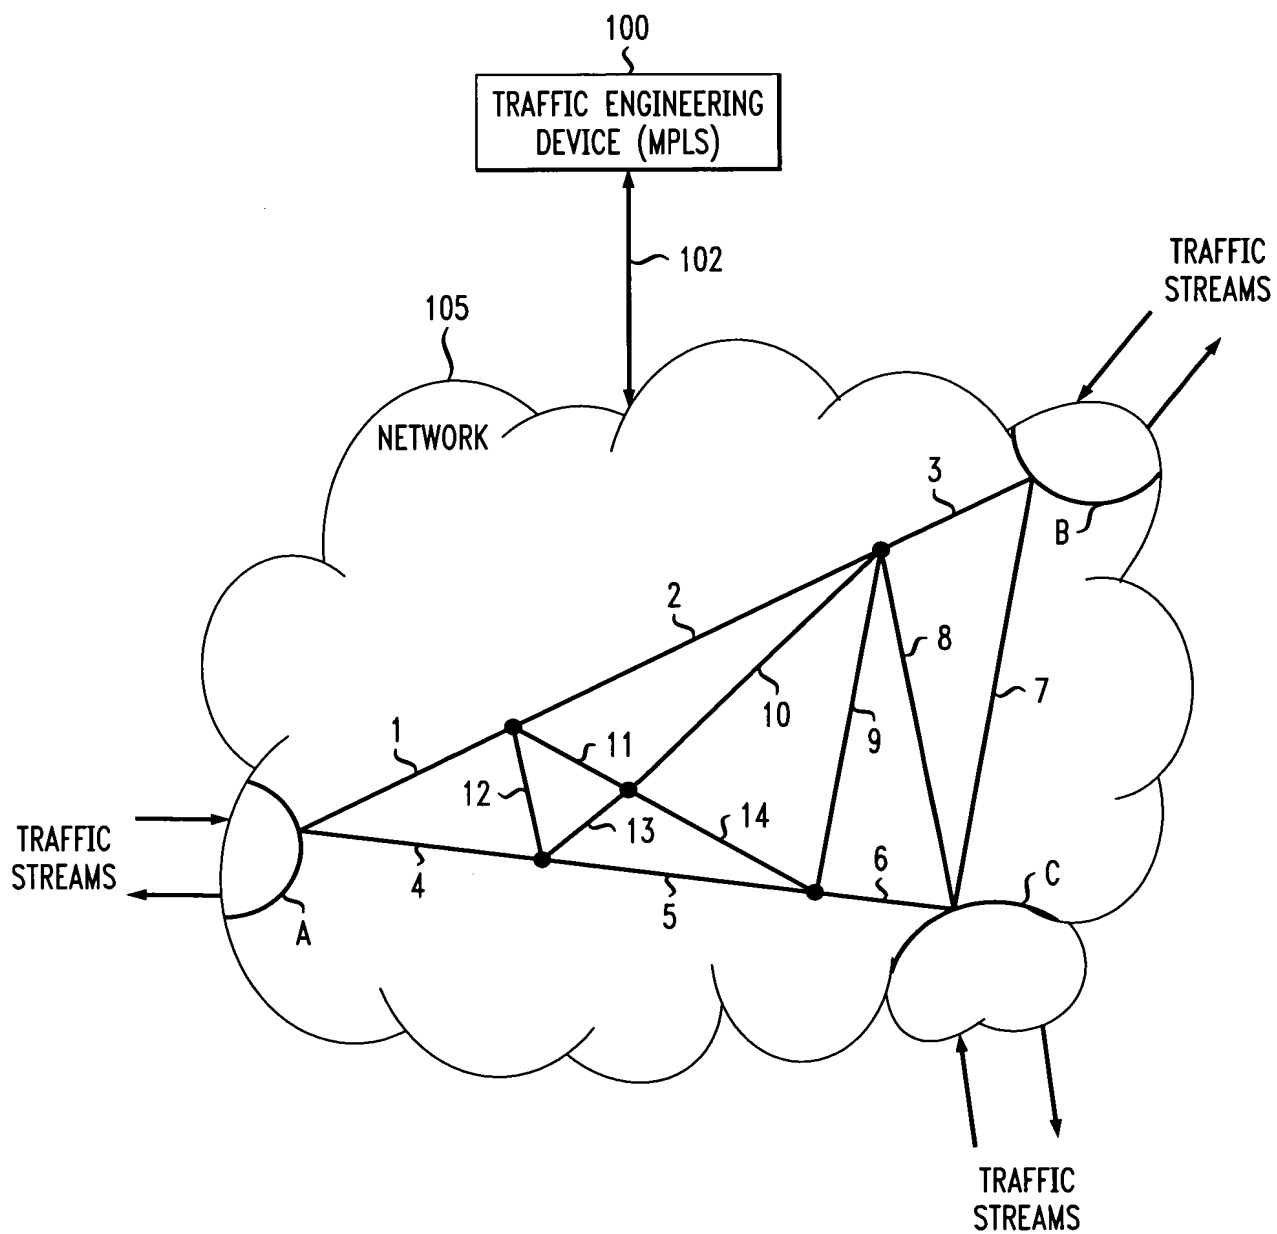 100
TRAFFIC ENGINEERING
DEVICE (MPLS)
102
TRAFFIC
STREAMS
105
NETWORK
3
B
2
8
10
9
7
1
11
12
13
14
TRAFFIC
STREAMS
4
5
6
C
A
TRAFFIC
STREAMS